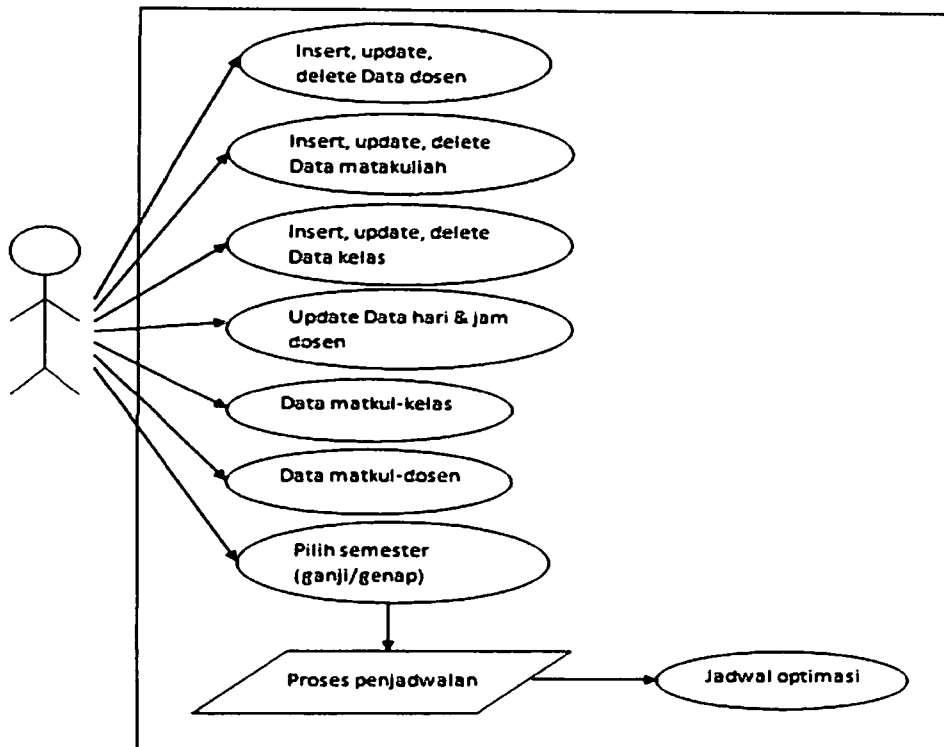 Insert, update,
delete Data dosen
Insert, update, delete
Data matakuliah
Insert, update, delete
Data kelas
Update Data hari & jam
dosen
Data matkul-kelas
Data matkul-dosen
Pilih semester
(ganji/genap)
Proses penjadwalan
Jadwal optimasi